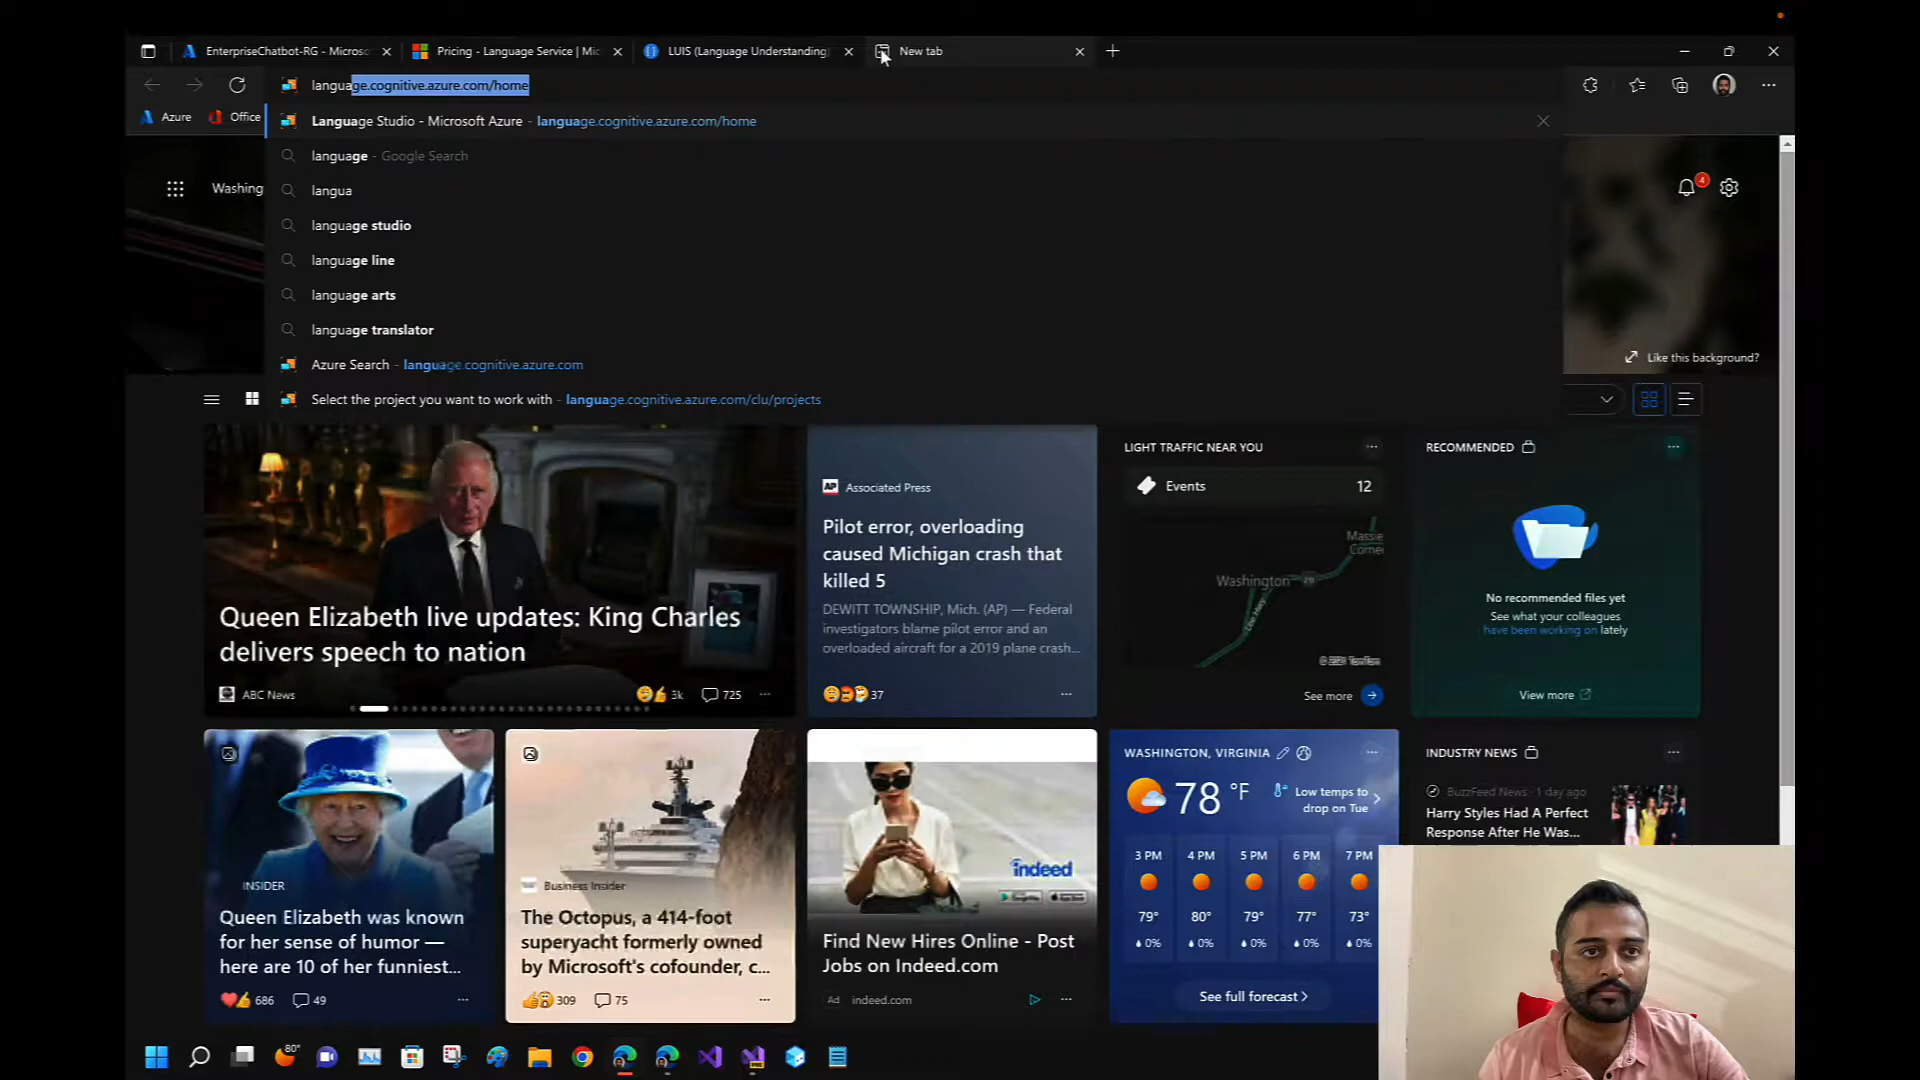 EnterpriseChatbot-RG - Microso
Pricing - Language Service | Mic
LUIS (Language Understanding)
New tab
language.cognitive.azure.com/home
Azure
Office
Language Studio - Microsoft Azure - language.cognitive.azure.com/home
language - Google Search
langua
language studio
language line
language arts
language translator
Azure Search - language.cognitive.azure.com
Select the project you want to work with - language.cognitive.azure.com/clu/projects
Washing
4
Like this background?
Queen Elizabeth live updates: King Charles
delivers speech to nation
ABC News
3k
725
AP
Associated Press
Pilot error, overloading
caused Michigan crash that
killed 5
DEWITT TOWNSHIP, Mich. (AP) — Federal
investigators blame pilot error and an
overloaded aircraft for a 2019 plane crash...
37
LIGHT TRAFFIC NEAR YOU
Events
12
Massie
Corner
Washington
See more
RECOMMENDED
No recommended files yet
See what your colleagues
have been working on lately
View more
INSIDER
Queen Elizabeth was known
for her sense of humor —
here are 10 of her funniest...
686
49
Business Insider
The Octopus, a 414-foot
superyacht formerly owned
by Microsoft's cofounder, c...
309
75
indeed
Find New Hires Online - Post
Jobs on Indeed.com
Ad
indeed.com
WASHINGTON, VIRGINIA
78 °F
Low temps to
drop on Tue
3 PM
4 PM
5 PM
6 PM
7 PM
79°
80°
79°
77°
73°
0%
0%
0%
0%
0%
See full forecast
INDUSTRY NEWS
BuzzFeed News · 1 day ago
Harry Styles Had A Perfect
Response After He Was...
80°